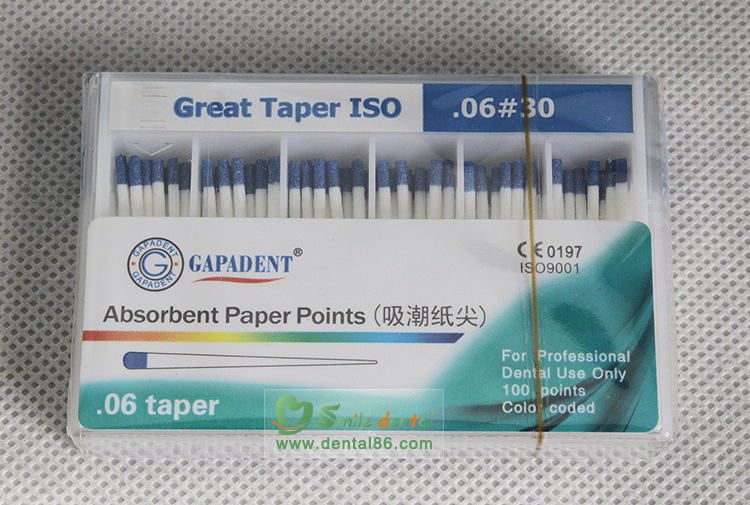 Great Taper ISO
.06#30
GAPADENT
GAPADENT
G
GAPADENT®
CE 0197
ISO9001
Absorbent Paper Points (吸潮纸尖)
For Professional
Dental Use Only
100 points
Color coded
.06 taper
Smile dental
www.dental86.com